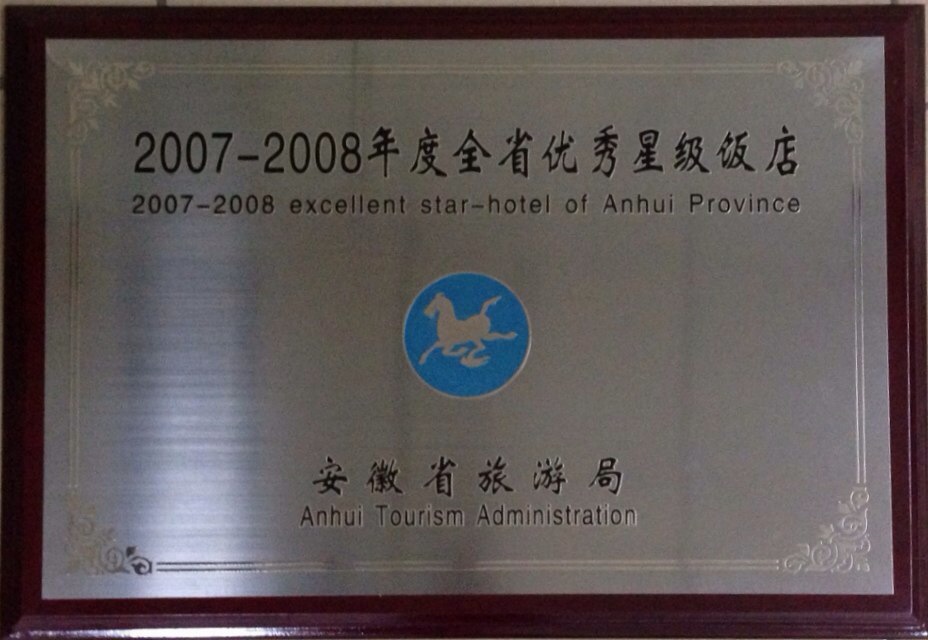 2007-2008年度全省优秀星级饭店
2007-2008 excellent star-hotel of Anhui Province
安徽省旅游局
Anhui Tourism Administration